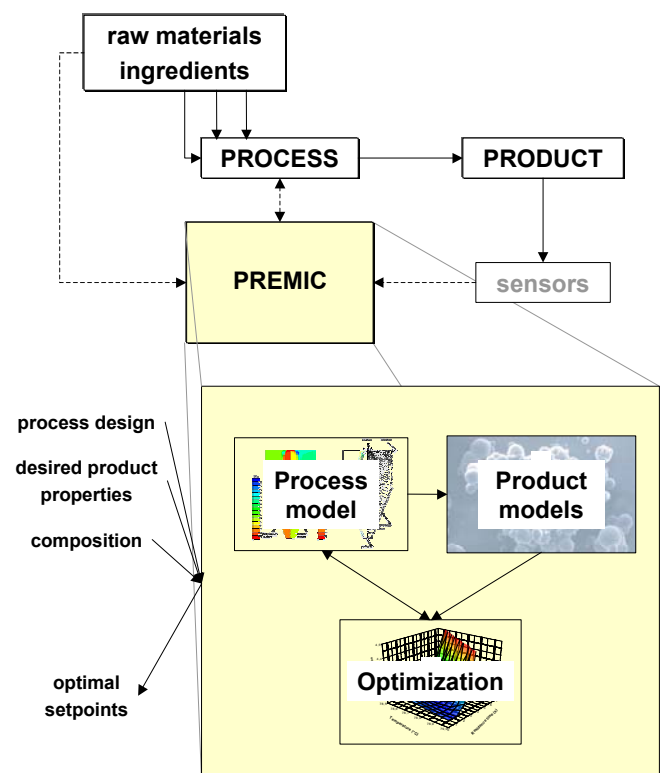 raw materials
ingredients
PROCESS
PRODUCT
PREMIC
sensors
process design
desired product
properties
composition
optimal
setpoints
Process
model
Product
models
Optimization
Temperature (°C)